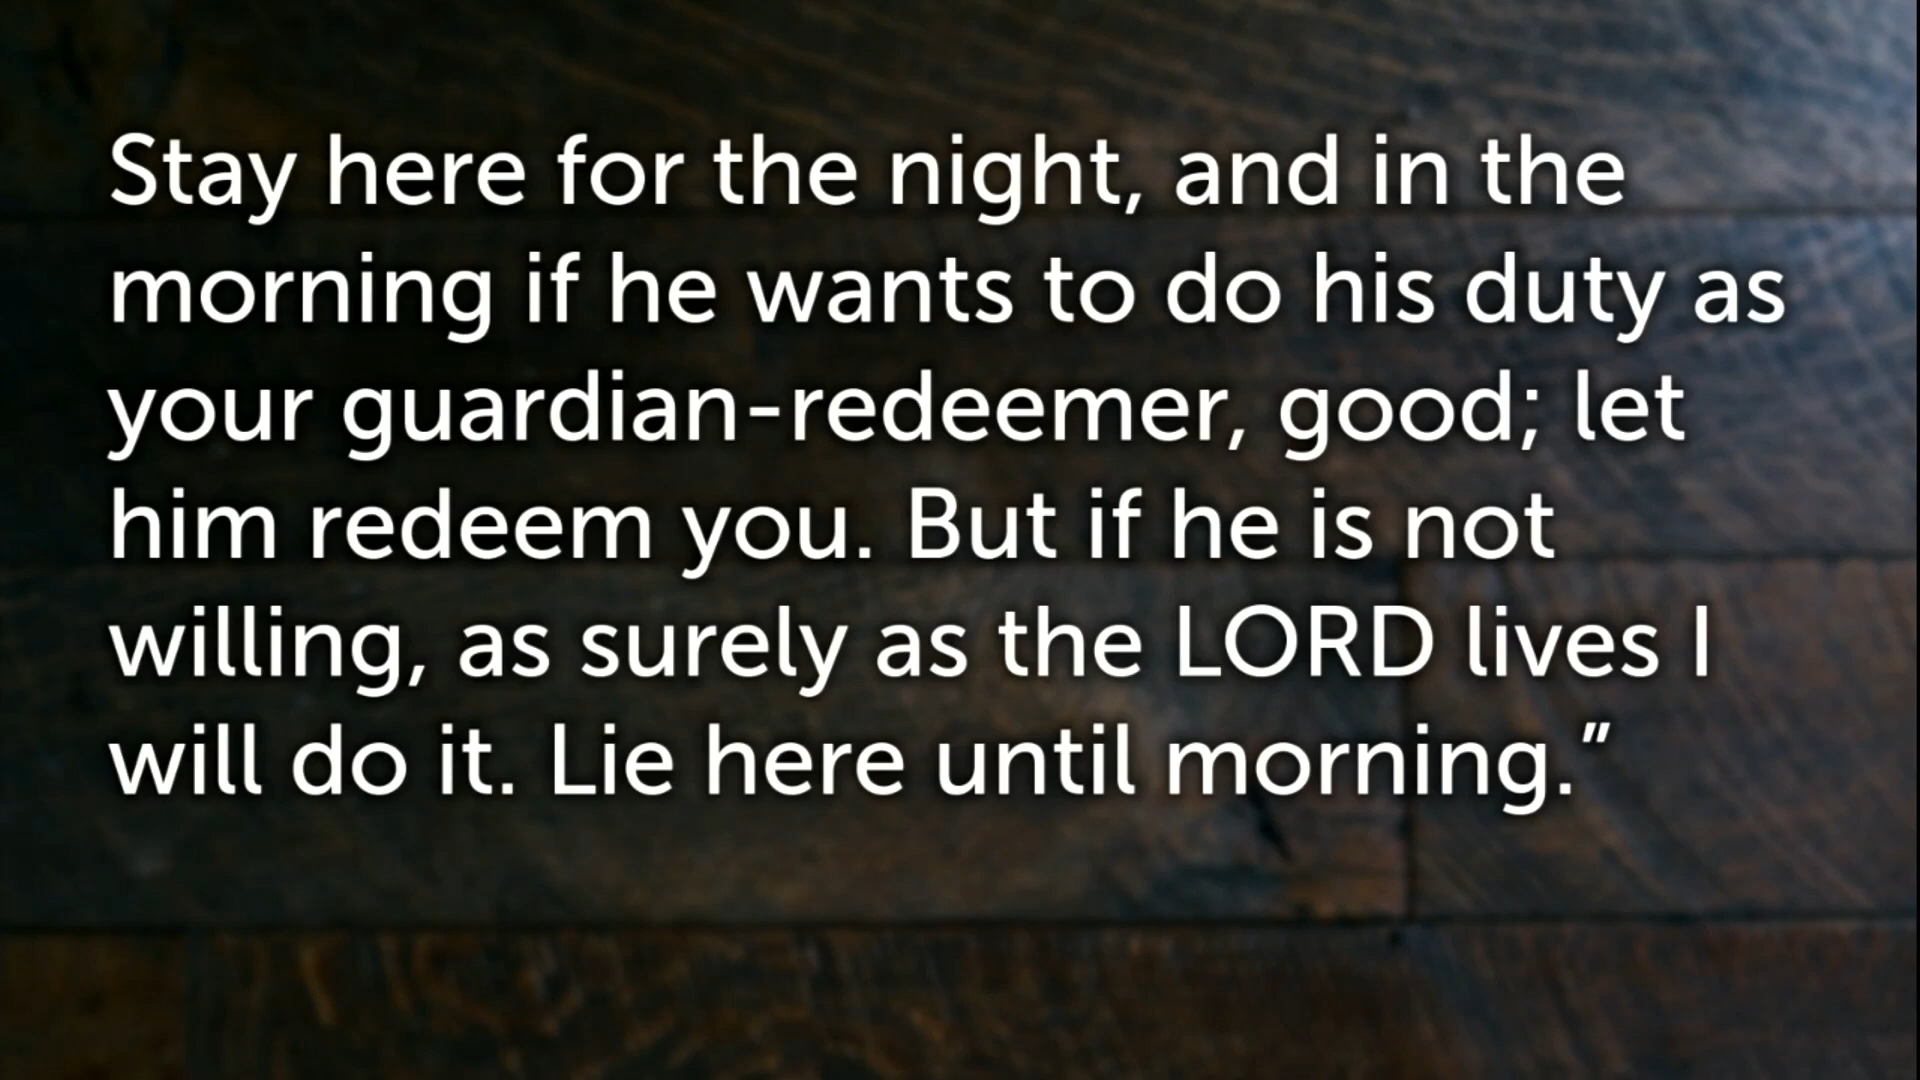 Stay here for the night, and in the
morning if he wants to do his duty as
your guardian-redeemer, good; let
him redeem you. But if he is not
willing, as surely as the LORD lives I
will do it. Lie here until morning.”